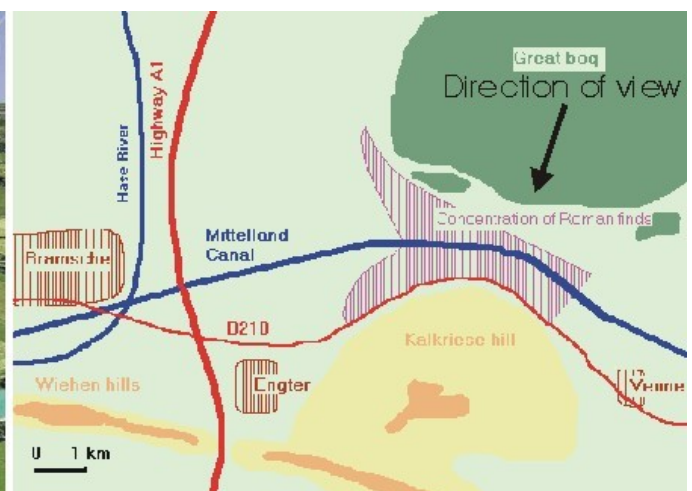 Great bog
Direction of view
Hase River
Highway A1
Concentration of Roman finds
Mittelland
Canal
Bramsche
D210
Kalkriese hill
Wiehen hills
Engter
Venne
0 1 km